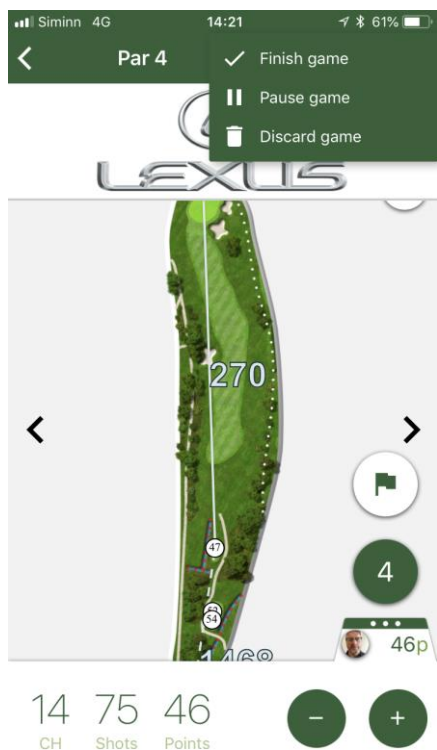 Siminn 4G 14:21 61%
Par 4
Finish game
Pause game
Discard game
LEXUS
270
47
54
4
46p
14 75 46
CH Shots Points